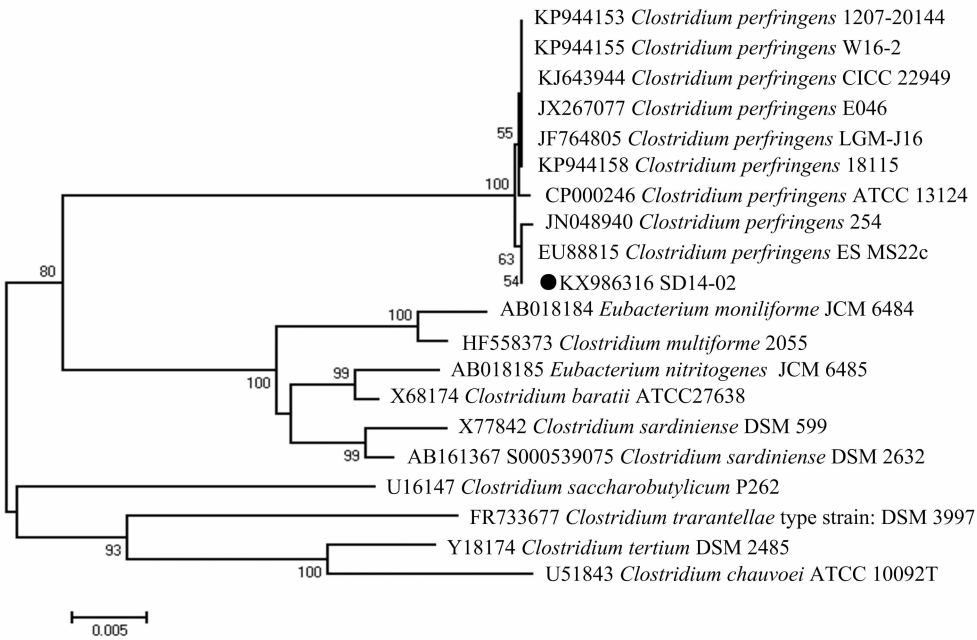 KP944153 Clostridium perfringens 1207-20144
KP944155 Clostridium perfringens W16-2
KJ643944 Clostridium perfringens CICC 22949
JX267077 Clostridium perfringens E046
55
JF764805 Clostridium perfringens LGM-J16
KP944158 Clostridium perfringens 18115
100
CP000246 Clostridium perfringens ATCC 13124
JN048940 Clostridium perfringens 254
EU88815 Clostridium perfringens ES MS22c
63
80
54
KX986316 SD14-02
AB018184 Eubacterium moniliforme JCM 6484
100
HF558373 Clostridium multiforme 2055
AB018185 Eubacterium nitritogenes JCM 6485
99
100
X68174 Clostridium baratii ATCC27638
X77842 Clostridium sardiniense DSM 599
99
AB161367 S000539075 Clostridium sardiniense DSM 2632
U16147 Clostridium saccharobutylicum P262
FR733677 Clostridium trarantellae type strain: DSM 3997
93
Y18174 Clostridium tertium DSM 2485
100
U51843 Clostridium chauvoei ATCC 10092T
0.005